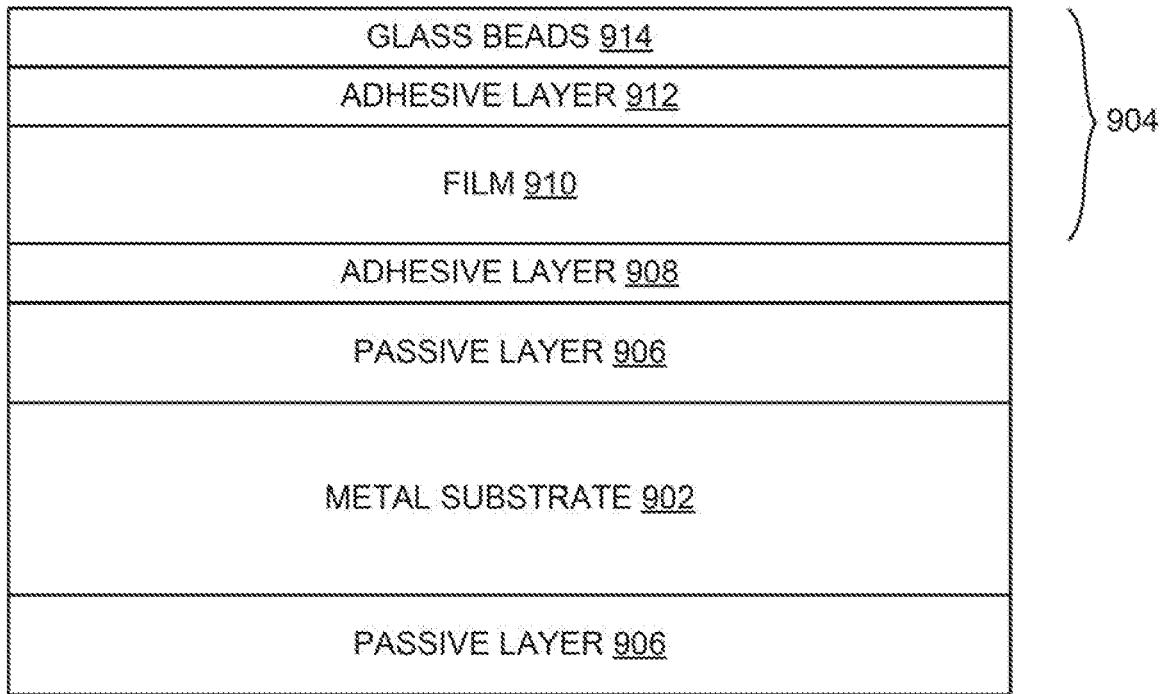 GLASS BEADS 914
ADHESIVE LAYER 912
904
FILM 910
ADHESIVE LAYER 908
PASSIVE LAYER 906
METAL SUBSTRATE 902
PASSIVE LAYER 906